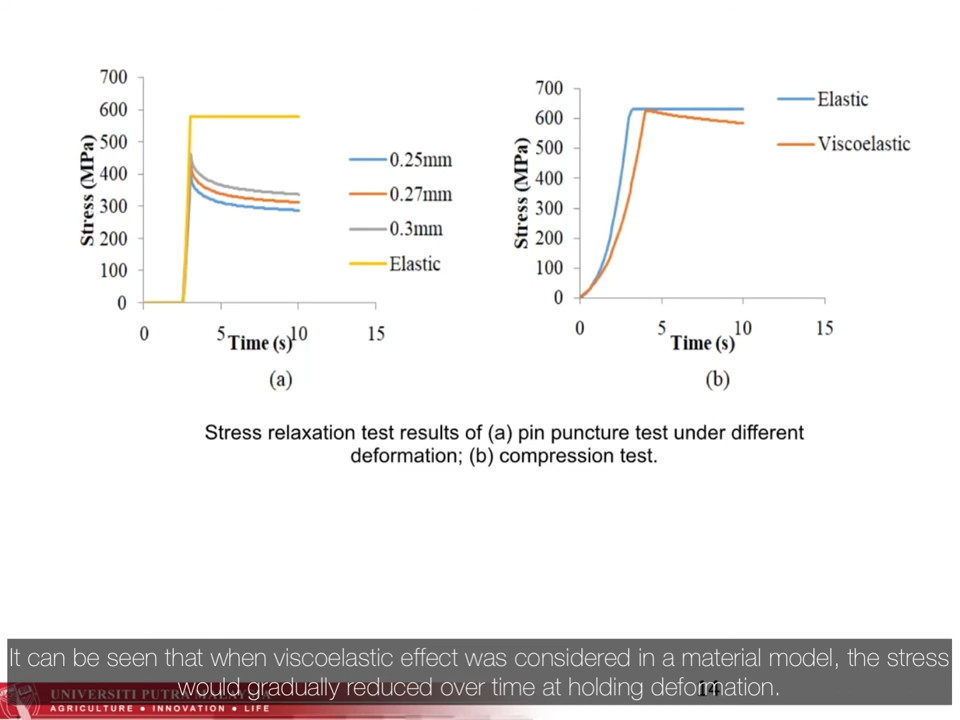 700
600
500
400
300
200
100
0
Stress (MPa)
0
5
10
15
Time (s)
0.25mm
0.27mm
0.3mm
Elastic
(a)
700
600
500
400
300
200
100
0
Stress (MPa)
0
5
10
15
Time (s)
Elastic
Viscoelastic
(b)
Stress relaxation test results of (a) pin puncture test under different
deformation; (b) compression test.
It can be seen that when viscoelastic effect was considered in a material model, the stress
would gradually reduced over time at holding deformation.
14
UNIVERSITI PUTRA MALAYSIA
AGRICULTURE • INNOVATION • LIFE